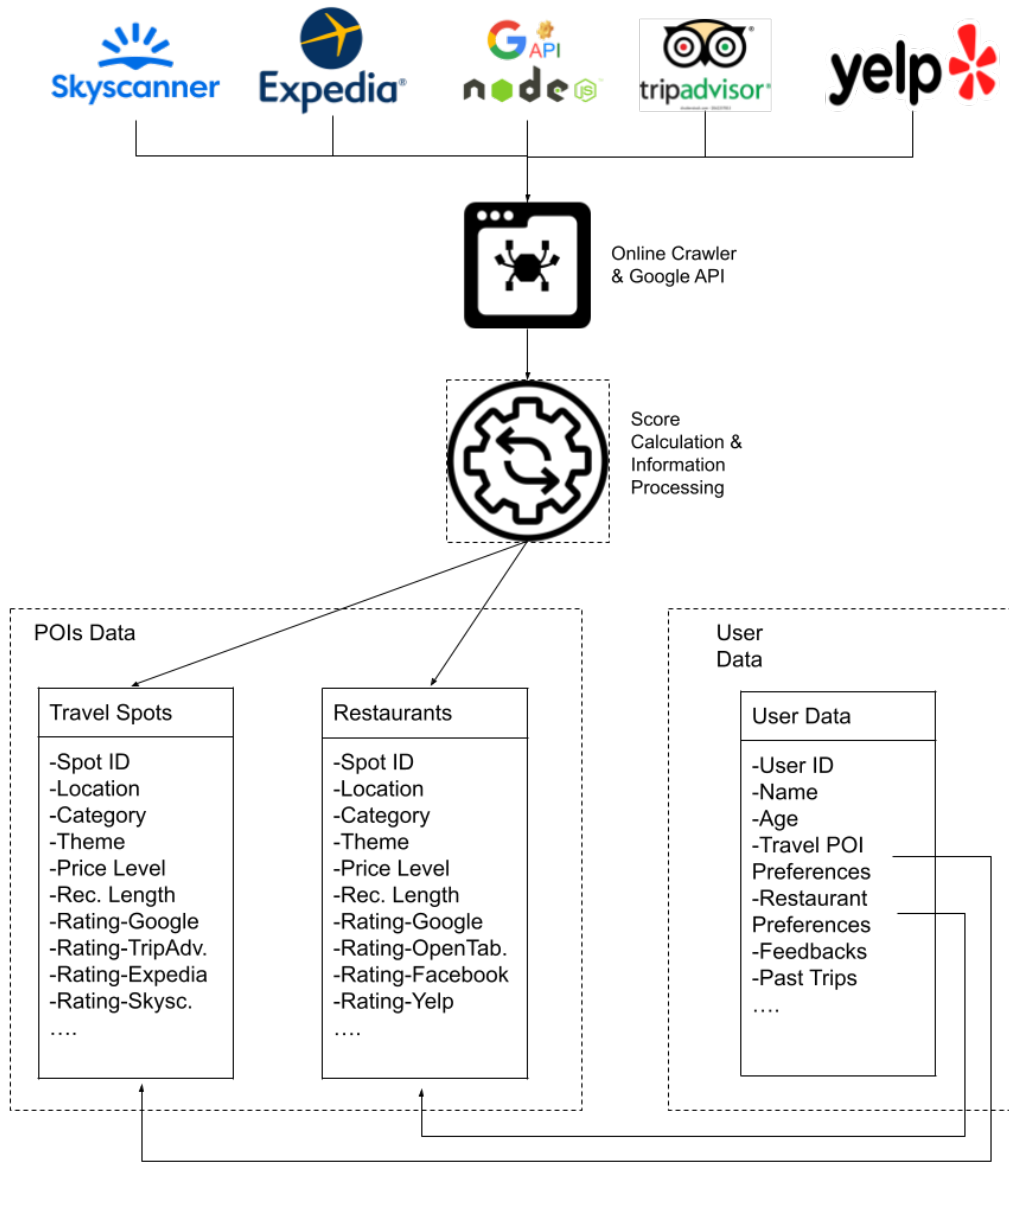 Skyscanner
Expedia®
G API
node JS
tripadvisor®
yelp
Online Crawler
& Google API
Score
Calculation &
Information
Processing
POIs Data
Travel Spots
-Spot ID
-Location
-Category
-Theme
-Price Level
-Rec. Length
-Rating-Google
-Rating-TripAdv.
-Rating-Expedia
-Rating-Skysc.
....
Restaurants
-Spot ID
-Location
-Category
-Theme
-Price Level
-Rec. Length
-Rating-Google
-Rating-OpenTab.
-Rating-Facebook
-Rating-Yelp
....
User
Data
User Data
-User ID
-Name
-Age
-Travel POI
Preferences
-Restaurant
Preferences
-Feedbacks
-Past Trips
....